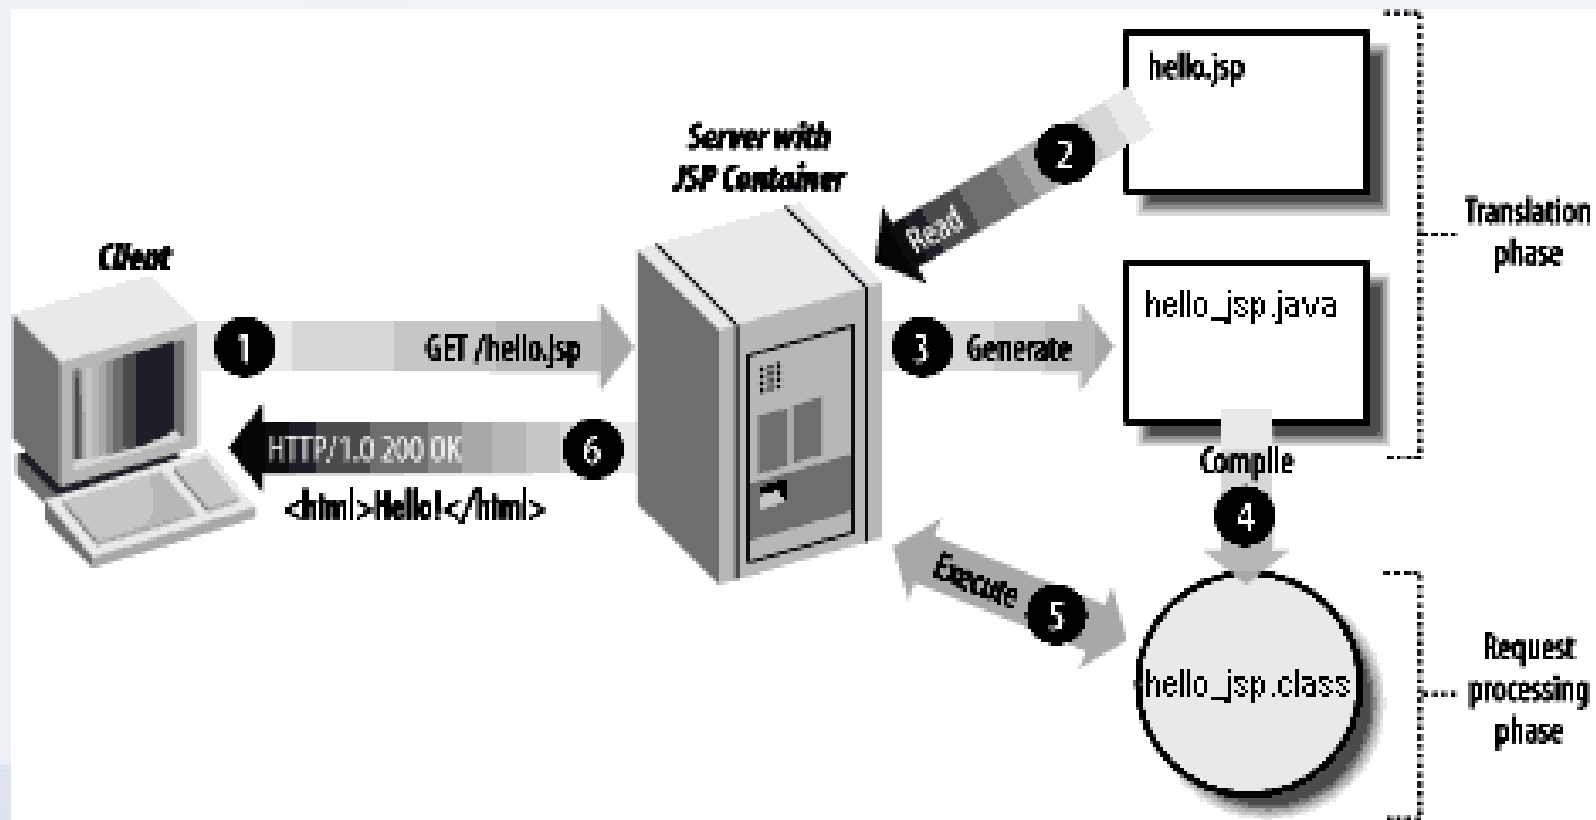 hello.jsp
Server with
JSP Container
2
Read
Translation
phase
Client
hello_jsp.java
1
GET /hello.jsp
3
Generate
HTTP/1.0 200 OK
6
<html>Hello!</html>
Compile
4
Execute
5
hello_jsp.class
Request
processing
phase